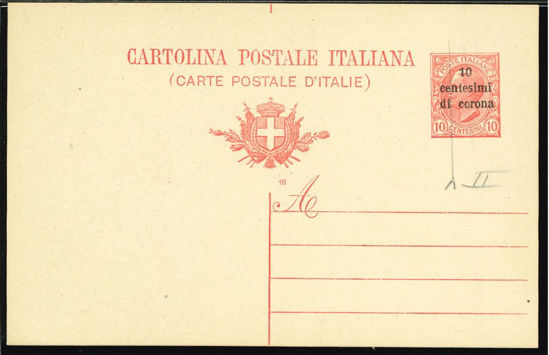 CARTOLINA POSTALE ITALIANA
(CARTE POSTALE D'ITALIE)
POSTE ITALIANE
10
centesimi
di corona
10 CENTESIMI 10
18
A
II